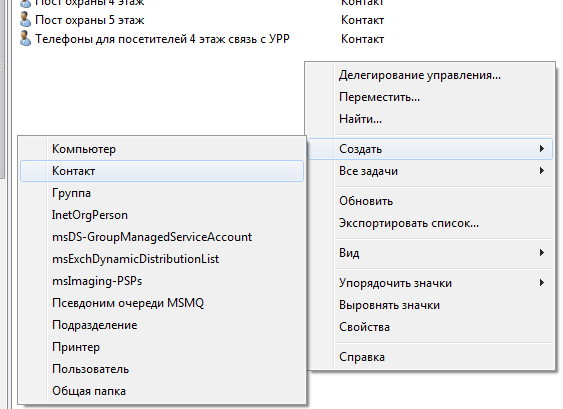 Пост охраны 4 этаж Контакт
Пост охраны 5 этаж Контакт
Телефоны для посетителей 4 этаж связь с УРР Контакт
Делегирование управления...
Переместить...
Найти...
Создать
Все задачи
Обновить
Экспортировать список...
Вид
Упорядочить значки
Выровнять значки
Свойства
Справка
Компьютер
Контакт
Группа
InetOrgPerson
msDS-GroupManagedServiceAccount
msExchDynamicDistributionList
msImaging-PSPs
Псевдоним очереди MSMQ
Подразделение
Принтер
Пользователь
Общая папка